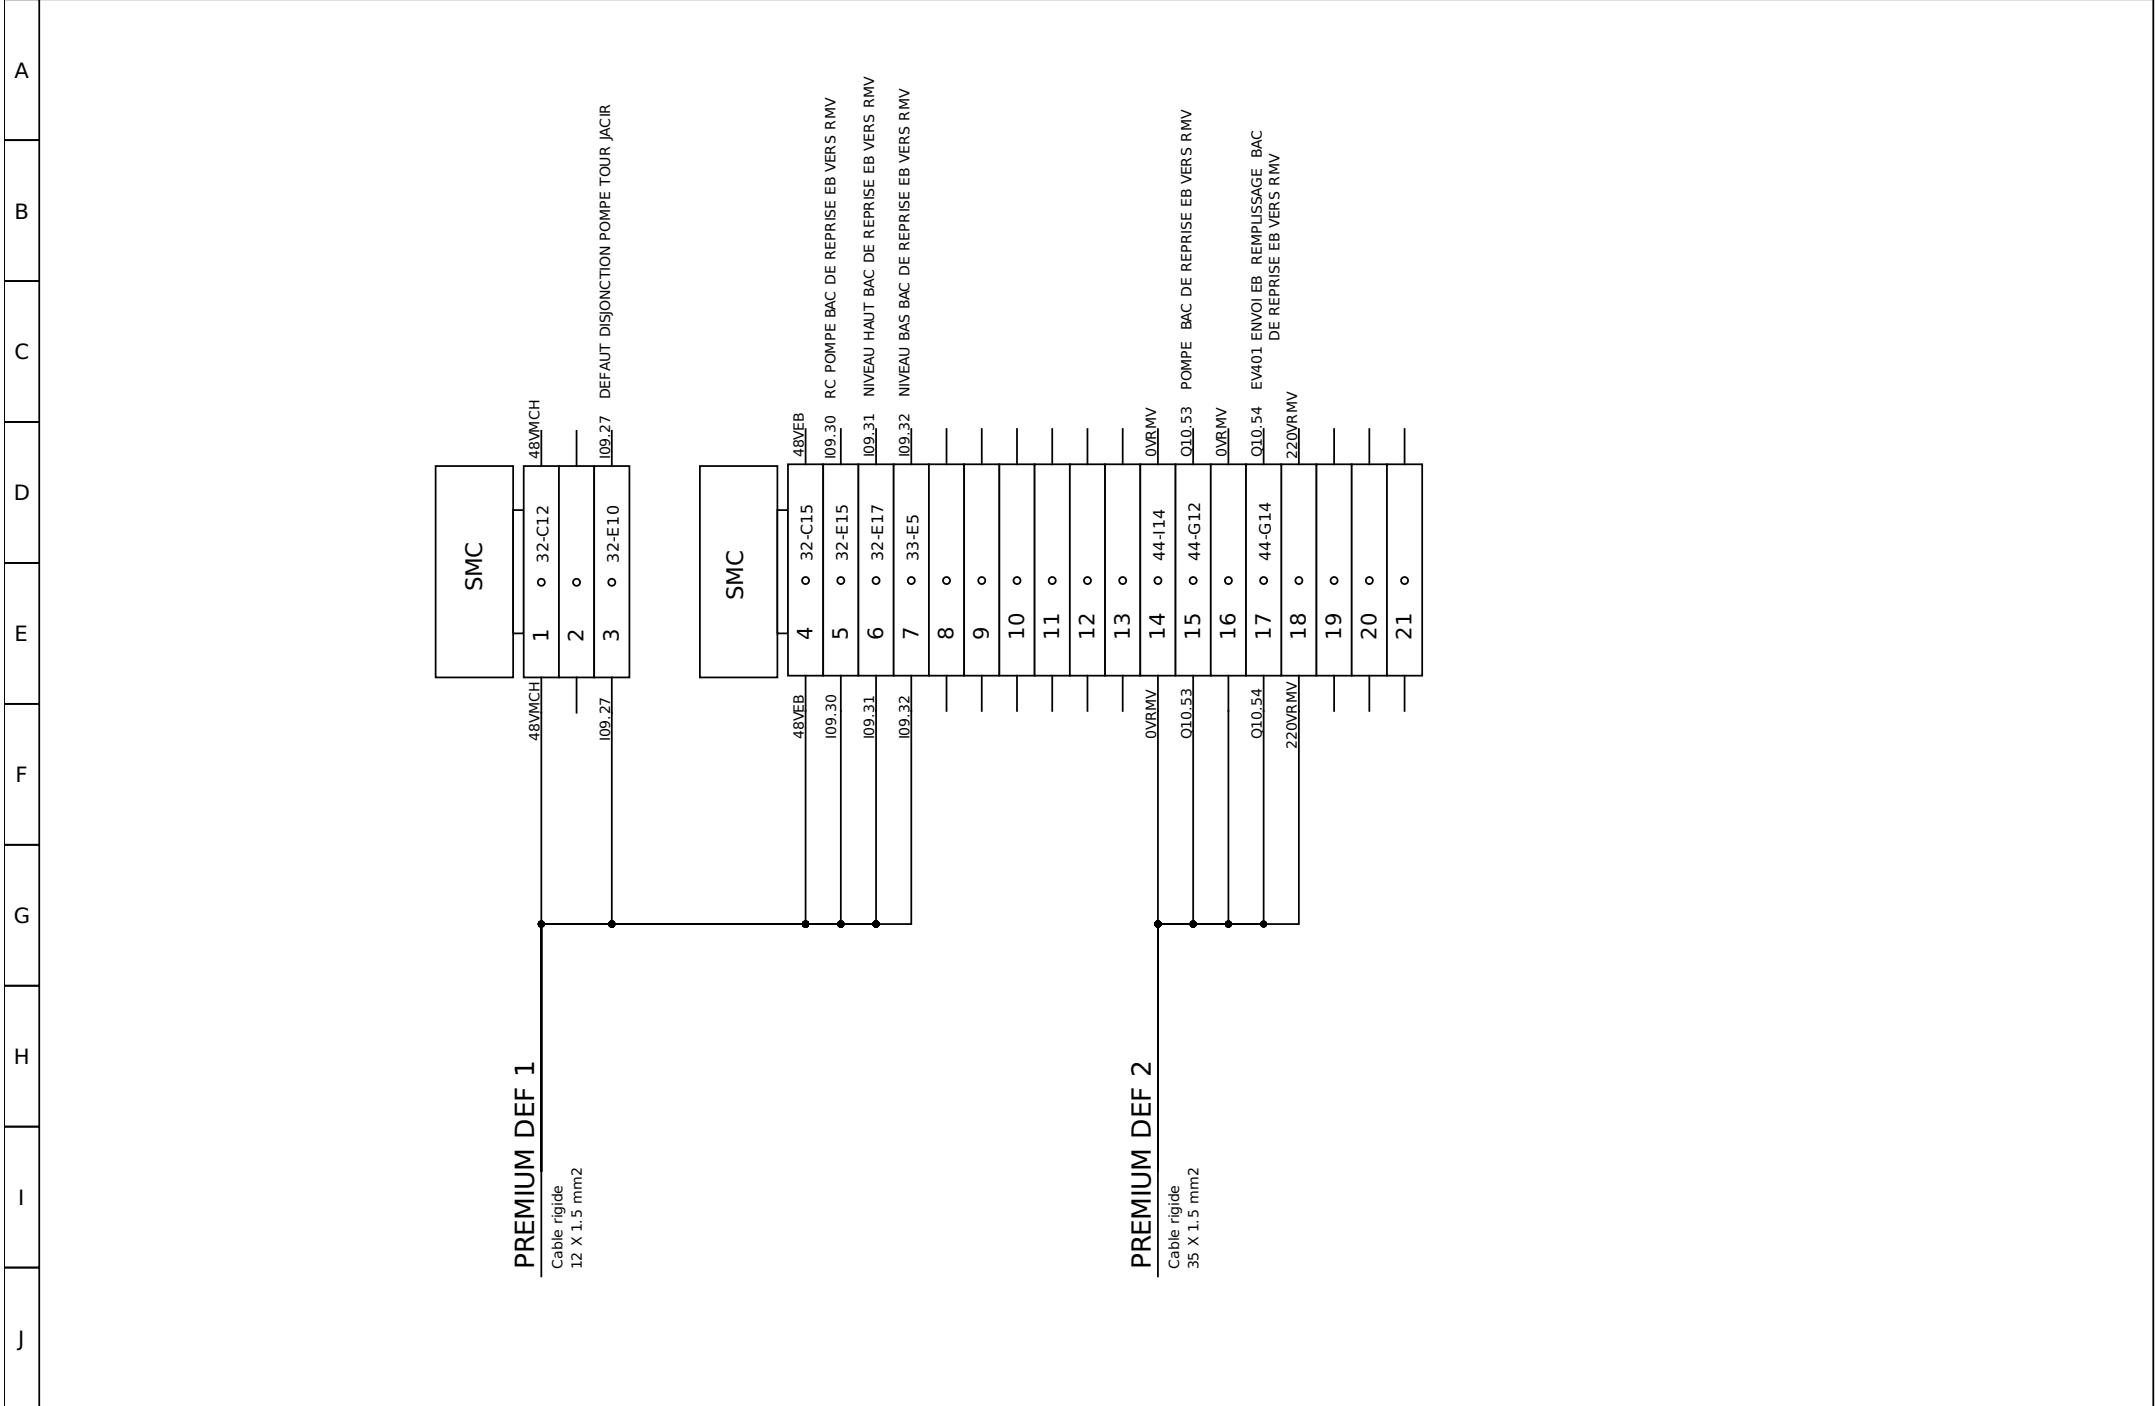 A
B
C
D
E
F
G
H
I
J
48VMCH
I09.27 DEFAUT DISJONCTION POMPE TOUR JACIR
48VEB
I09.30 RC POMPE BAC DE REPRISE EB VERS RMV
I09.31 NIVEAU HAUT BAC DE REPRISE EB VERS RMV
I09.32 NIVEAU BAS BAC DE REPRISE EB VERS RMV
0VRMV
Q10.53 POMPE BAC DE REPRISE EB VERS RMV
0VRMV
Q10.54 EV401 ENVOI EB REMPLISSAGE BAC
DE REPRISE EB VERS RMV
220VRMV
SMC
1 32-C12
2
3 32-E10
SMC
4 32-C15
5 32-E15
6 32-E17
7 33-E5
8
9
10
11
12
13
14 44-I14
15 44-G12
16
17 44-G14
18
19
20
21
48VMCH
I09.27
48VEB
I09.30
I09.31
I09.32
0VRMV
Q10.53
Q10.54
220VRMV
PREMIUM DEF 1
Cable rigide
12 X 1.5 mm2
PREMIUM DEF 2
Cable rigide
35 X 1.5 mm2